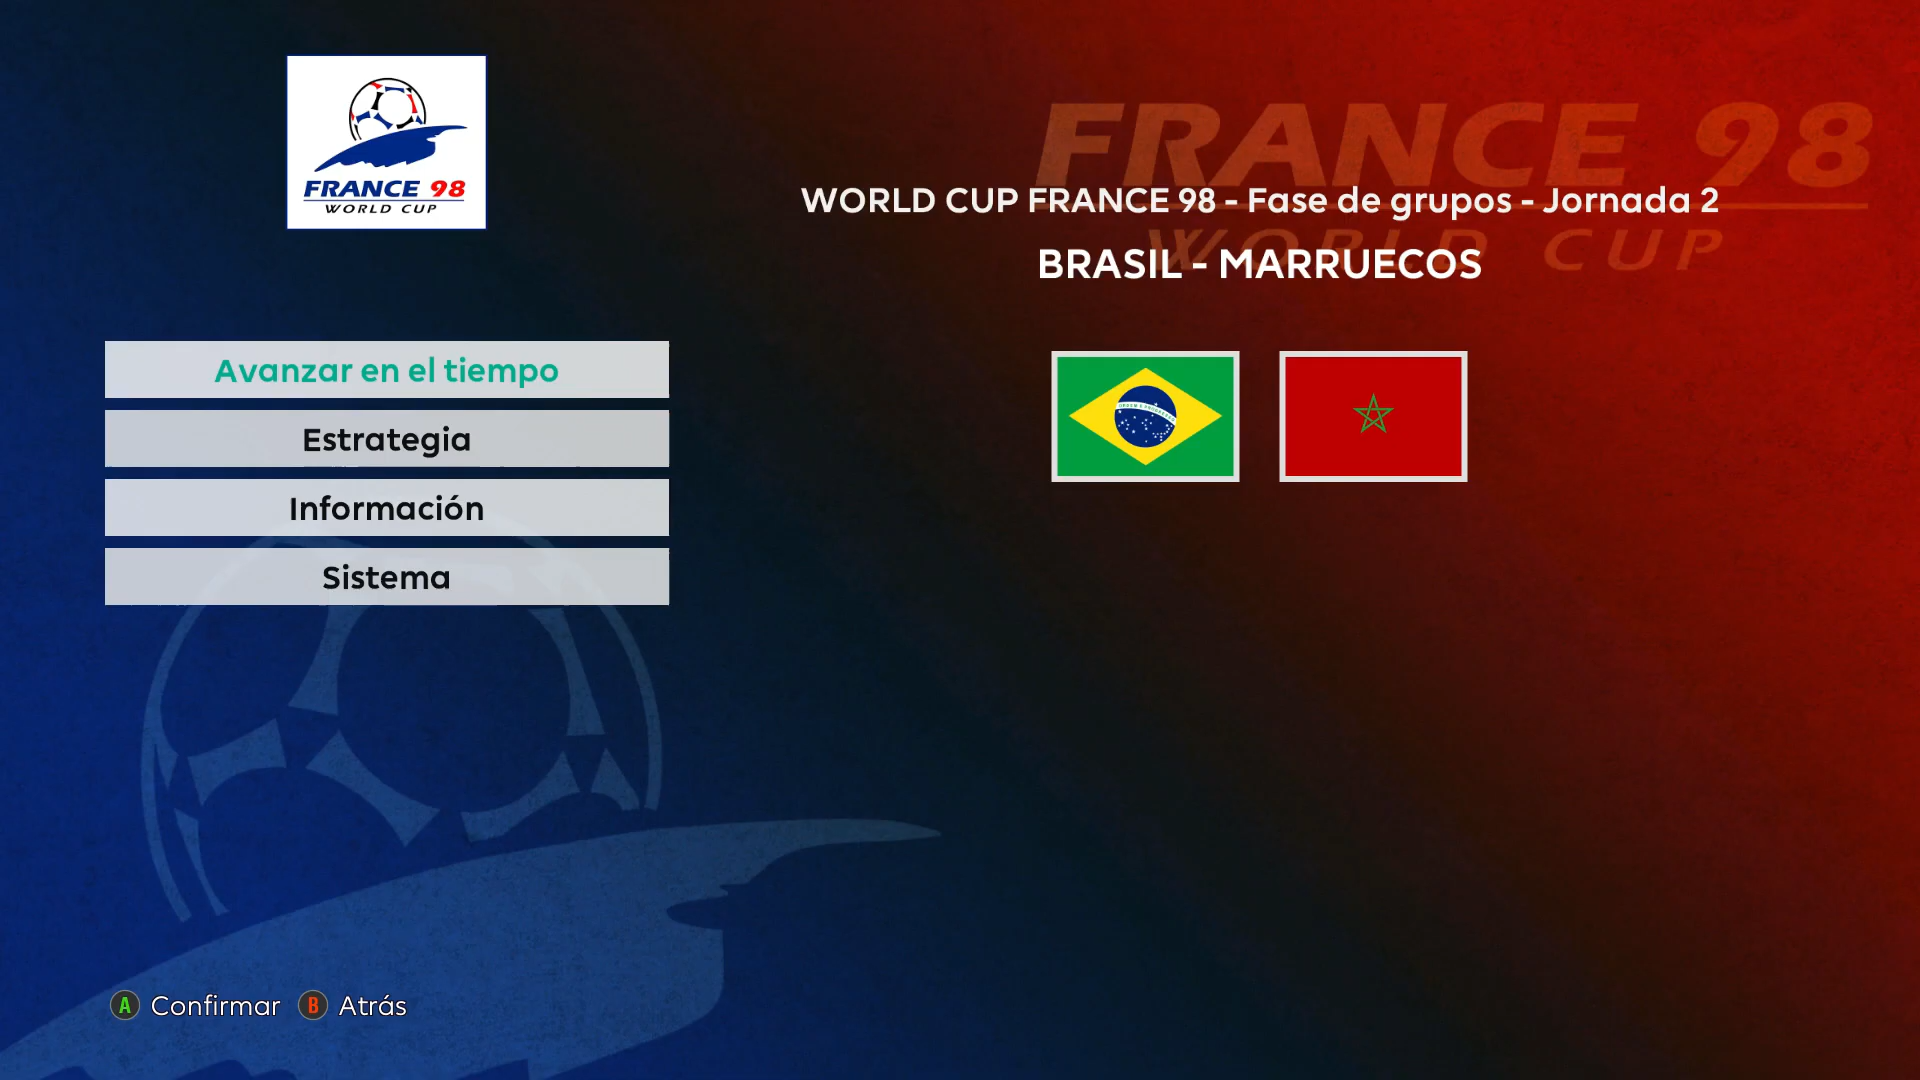 FRANCE 98
WORLD CUP
FRANCE 98
WORLD CUP
WORLD CUP FRANCE 98 - Fase de grupos - Jornada 2
BRASIL - MARRUECOS
Avanzar en el tiempo
Estrategia
Información
Sistema
A Confirmar B Atrás